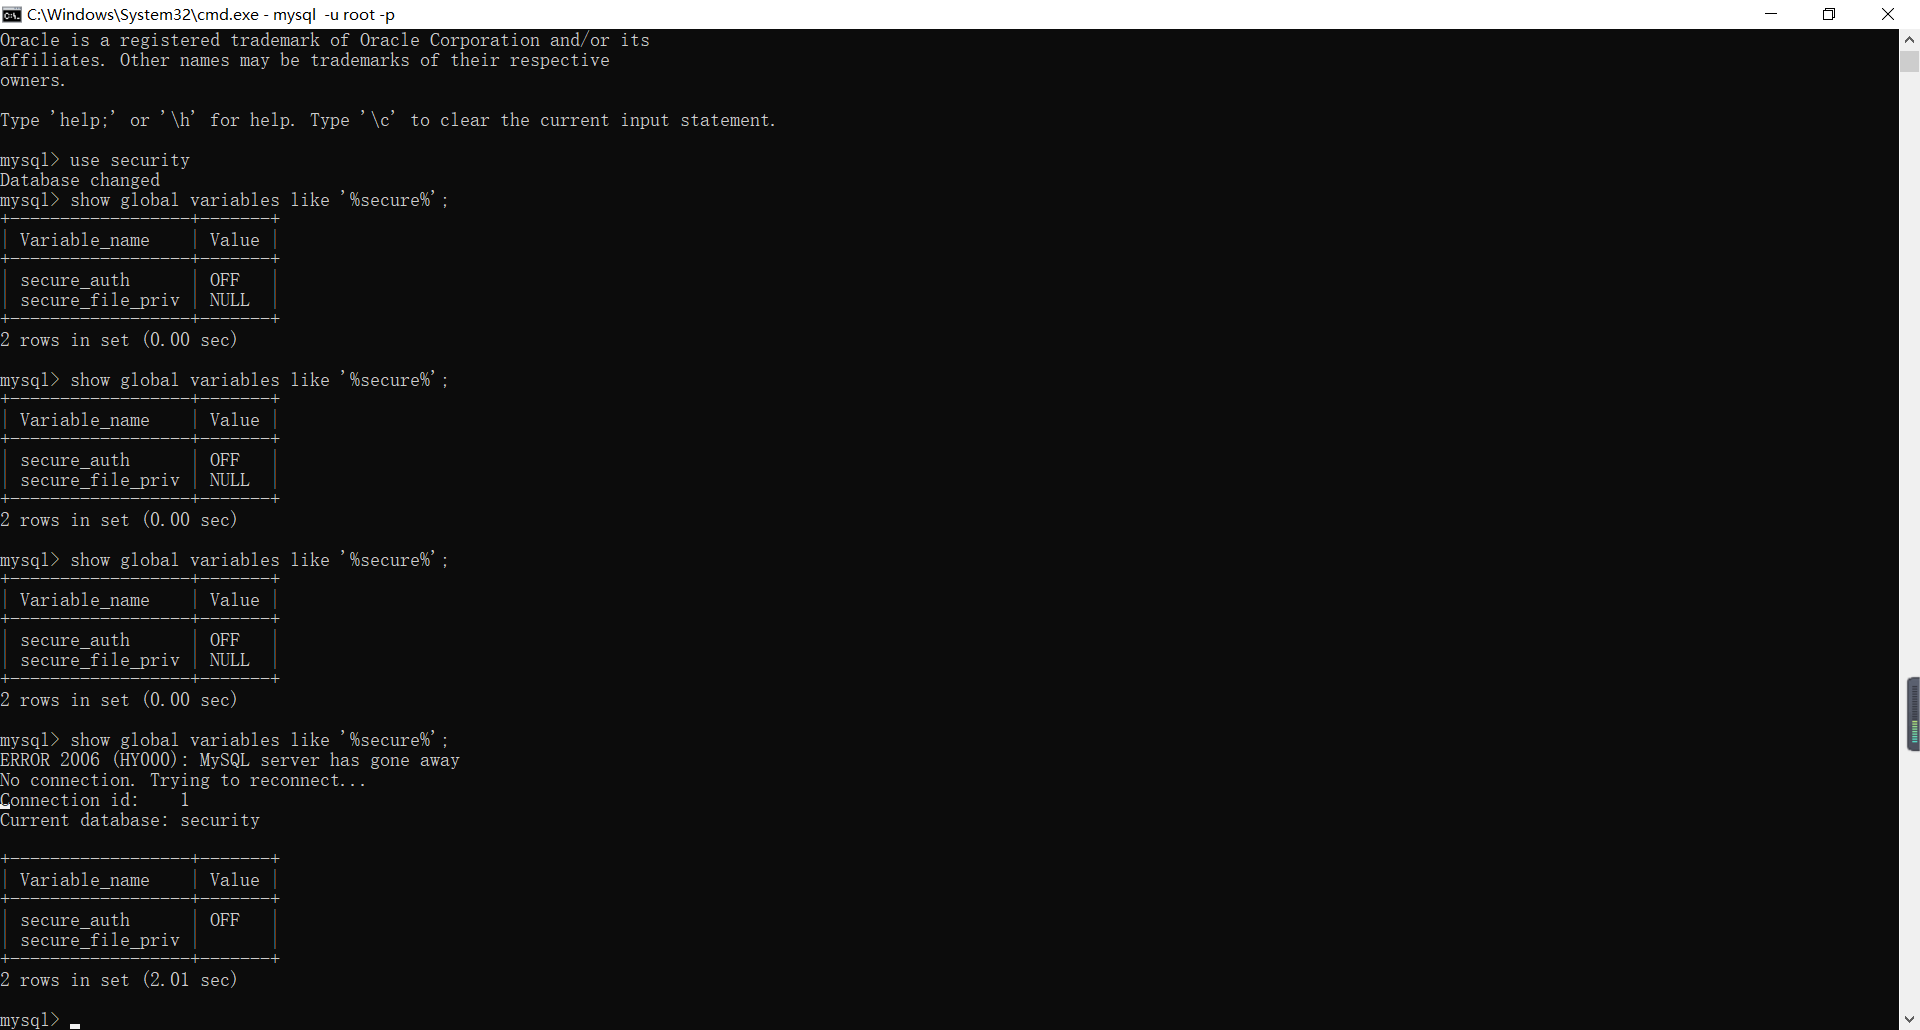 C:\Windows\System32\cmd.exe - mysql  -u root -p
Oracle is a registered trademark of Oracle Corporation and/or its
affiliates. Other names may be trademarks of their respective
owners.
Type 'help;' or '\h' for help. Type '\c' to clear the current input statement.
mysql> use security
Database changed
mysql> show global variables like '%secure%';
+------------------+-------+
| Variable_name    | Value |
+------------------+-------+
| secure_auth      | OFF   |
| secure_file_priv | NULL  |
+------------------+-------+
2 rows in set (0.00 sec)
mysql> show global variables like '%secure%';
+------------------+-------+
| Variable_name    | Value |
+------------------+-------+
| secure_auth      | OFF   |
| secure_file_priv | NULL  |
+------------------+-------+
2 rows in set (0.00 sec)
mysql> show global variables like '%secure%';
+------------------+-------+
| Variable_name    | Value |
+------------------+-------+
| secure_auth      | OFF   |
| secure_file_priv | NULL  |
+------------------+-------+
2 rows in set (0.00 sec)
mysql> show global variables like '%secure%';
ERROR 2006 (HY000): MySQL server has gone away
No connection. Trying to reconnect...
Connection id:    1
Current database: security
+------------------+-------+
| Variable_name    | Value |
+------------------+-------+
| secure_auth      | OFF   |
| secure_file_priv |       |
+------------------+-------+
2 rows in set (2.01 sec)
mysql>